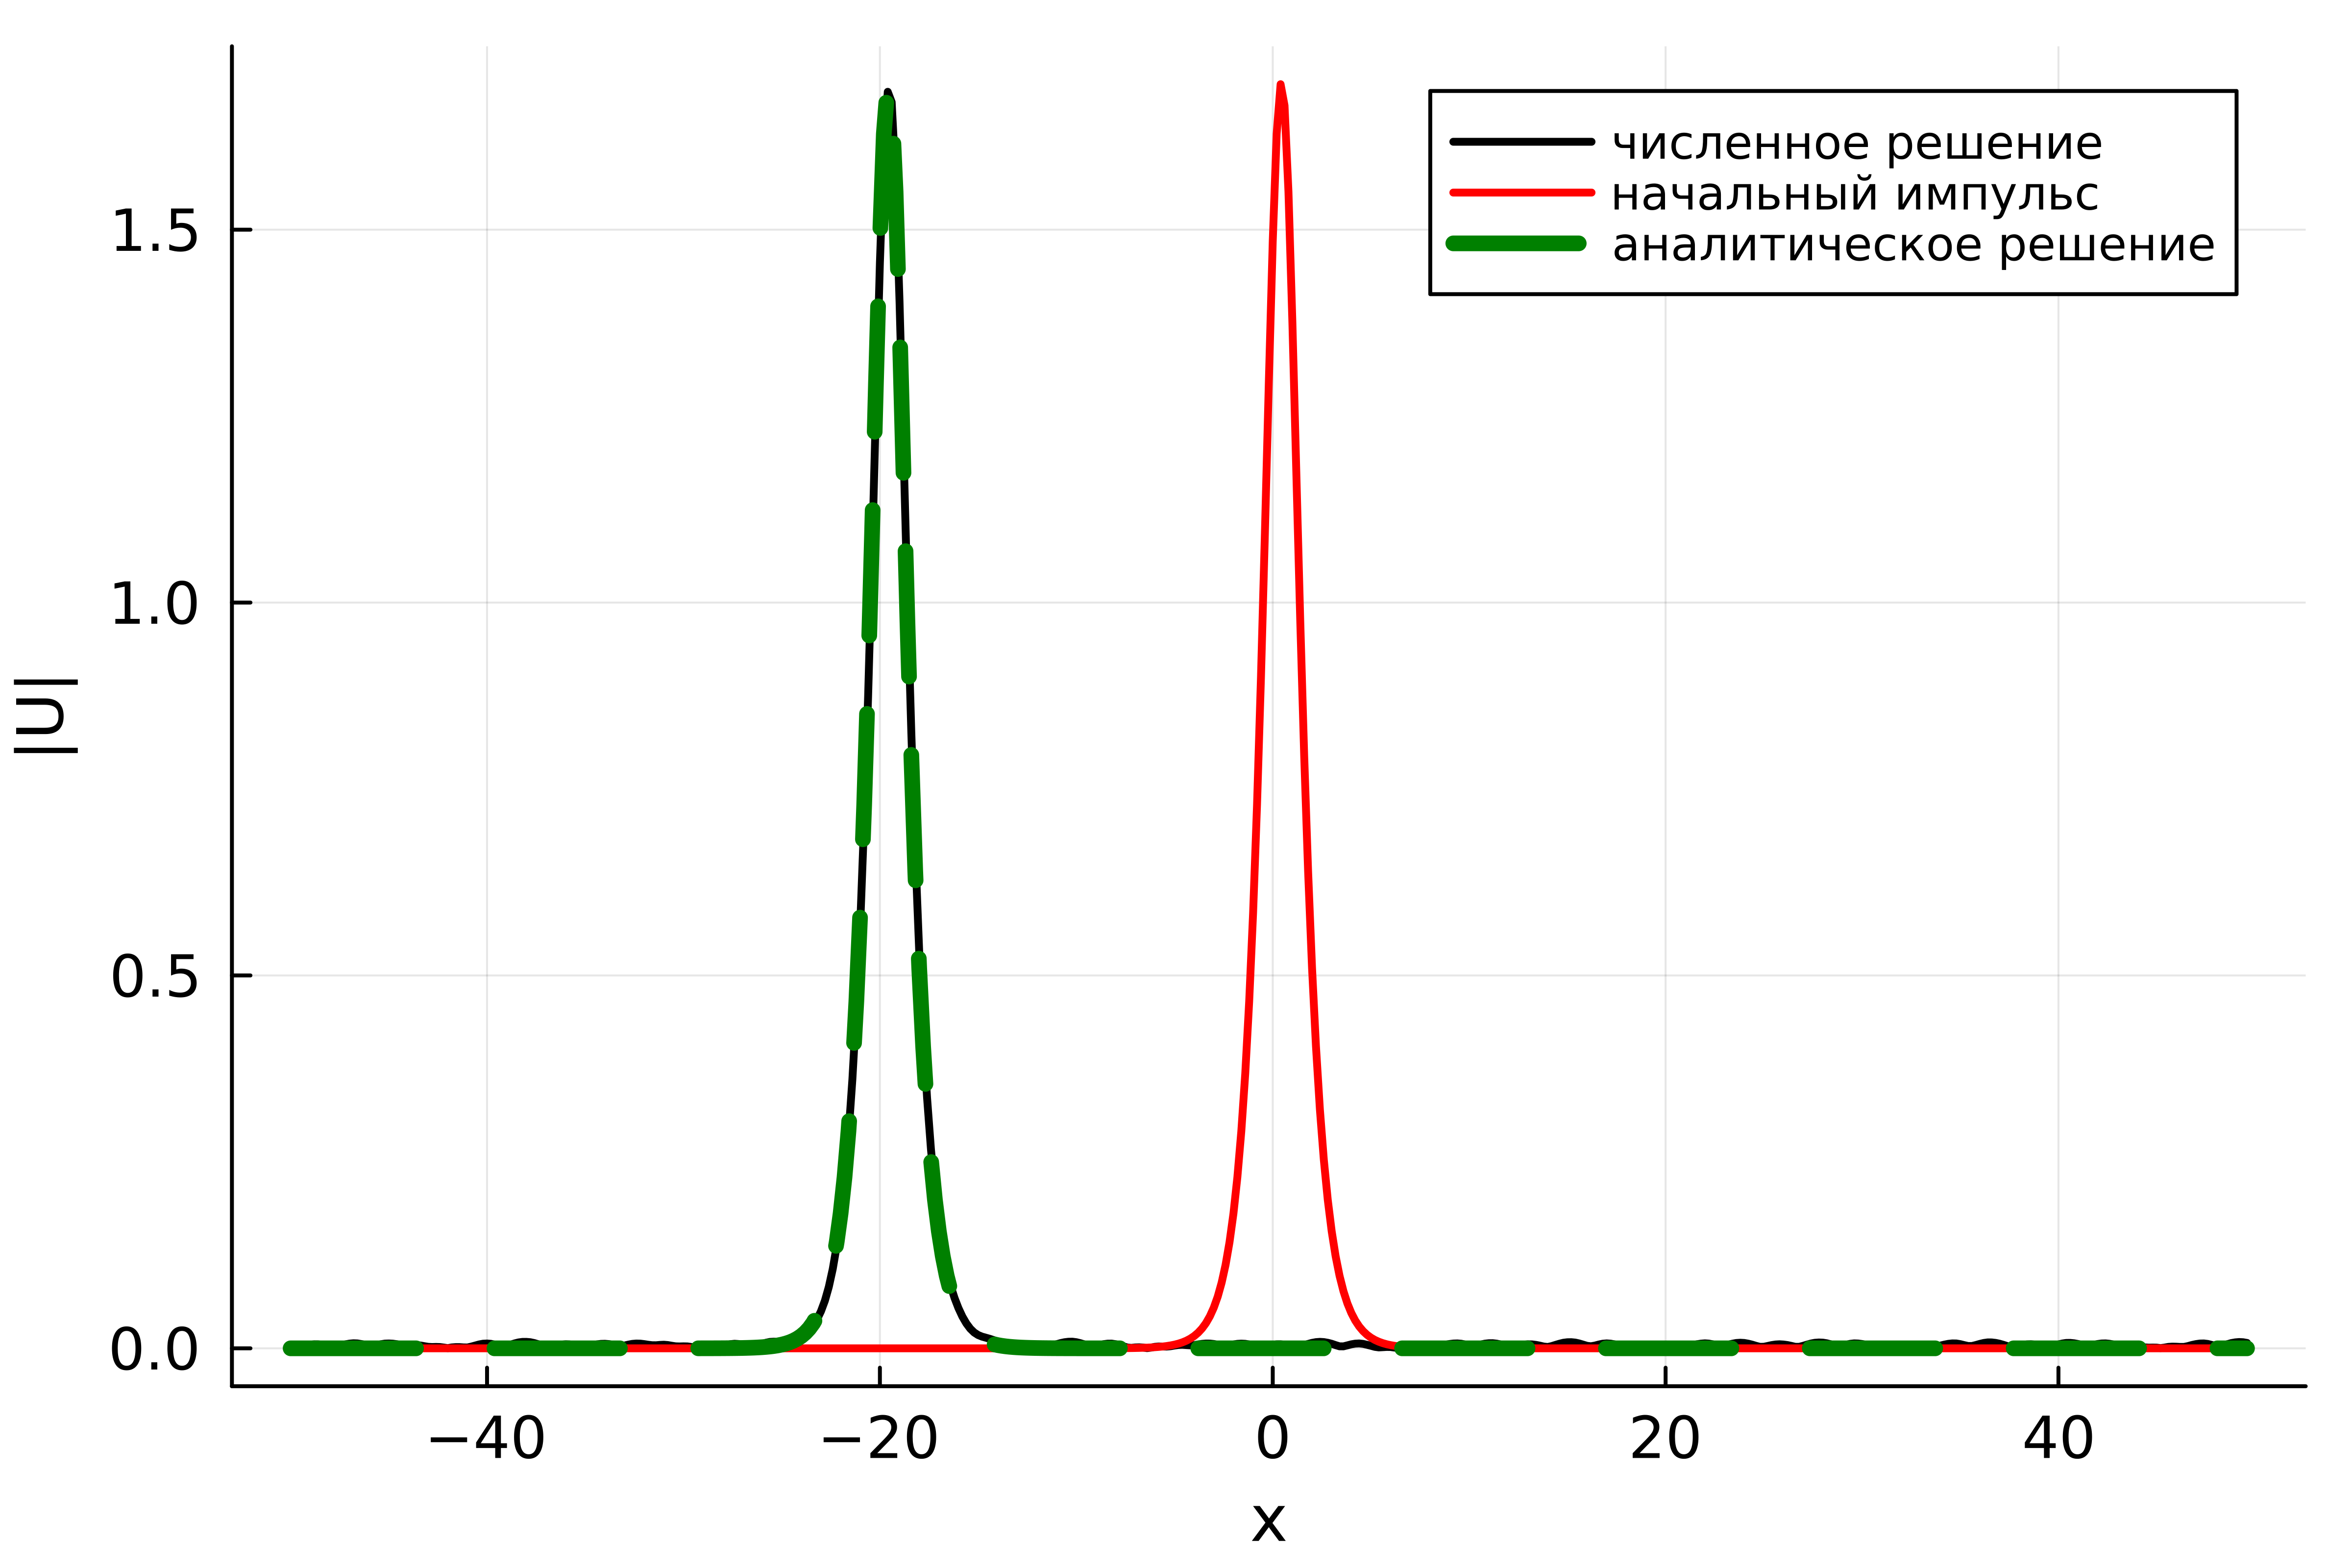 численное решение
начальный импульс
аналитическое решение
1.5
1.0
0.5
0.0
|U|
−40 −20 0 20 40
x